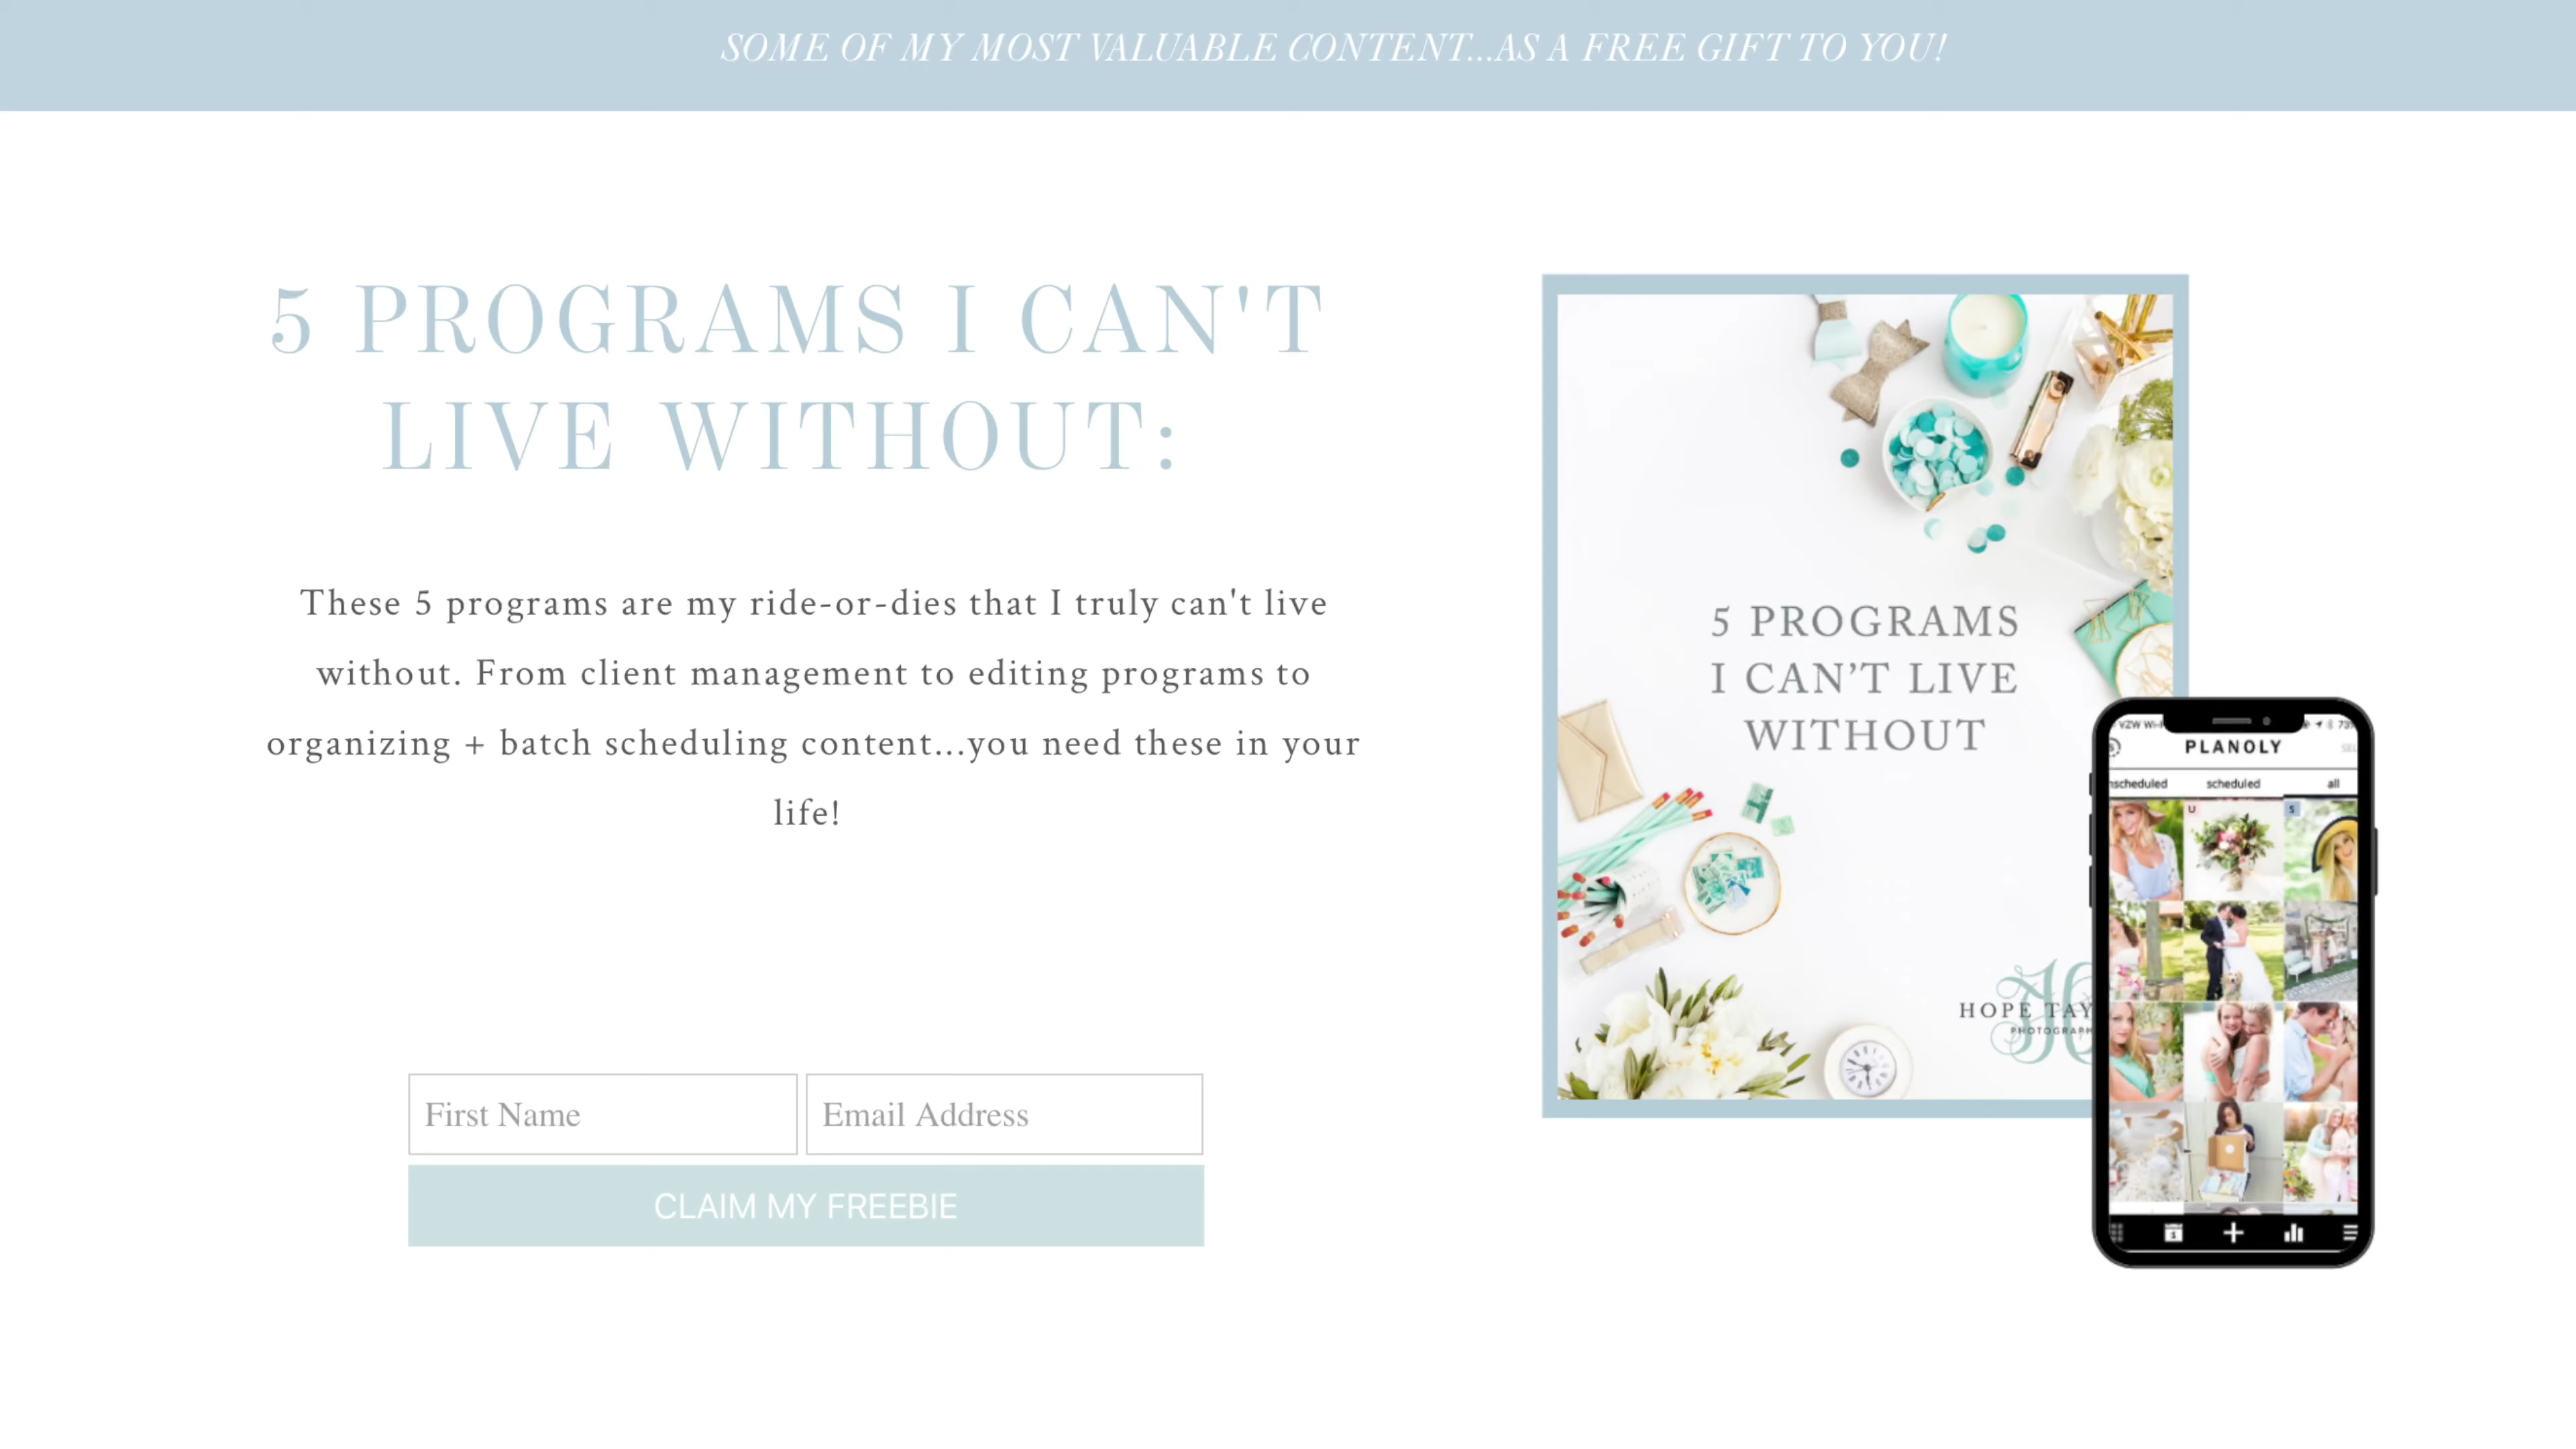 SOME OF MY MOST VALUABLE CONTENT...AS A FREE GIFT TO YOU!
5 PROGRAMS I CAN'T
LIVE WITHOUT:
These 5 programs are my ride-or-dies that I truly can't live
without. From client management to editing programs to
organizing + batch scheduling content...you need these in your
life!
First Name
Email Address
CLAIM MY FREEBIE
5 PROGRAMS
I CAN’T LIVE
WITHOUT
HOPE
PLANOLY
scheduled
all
U
S